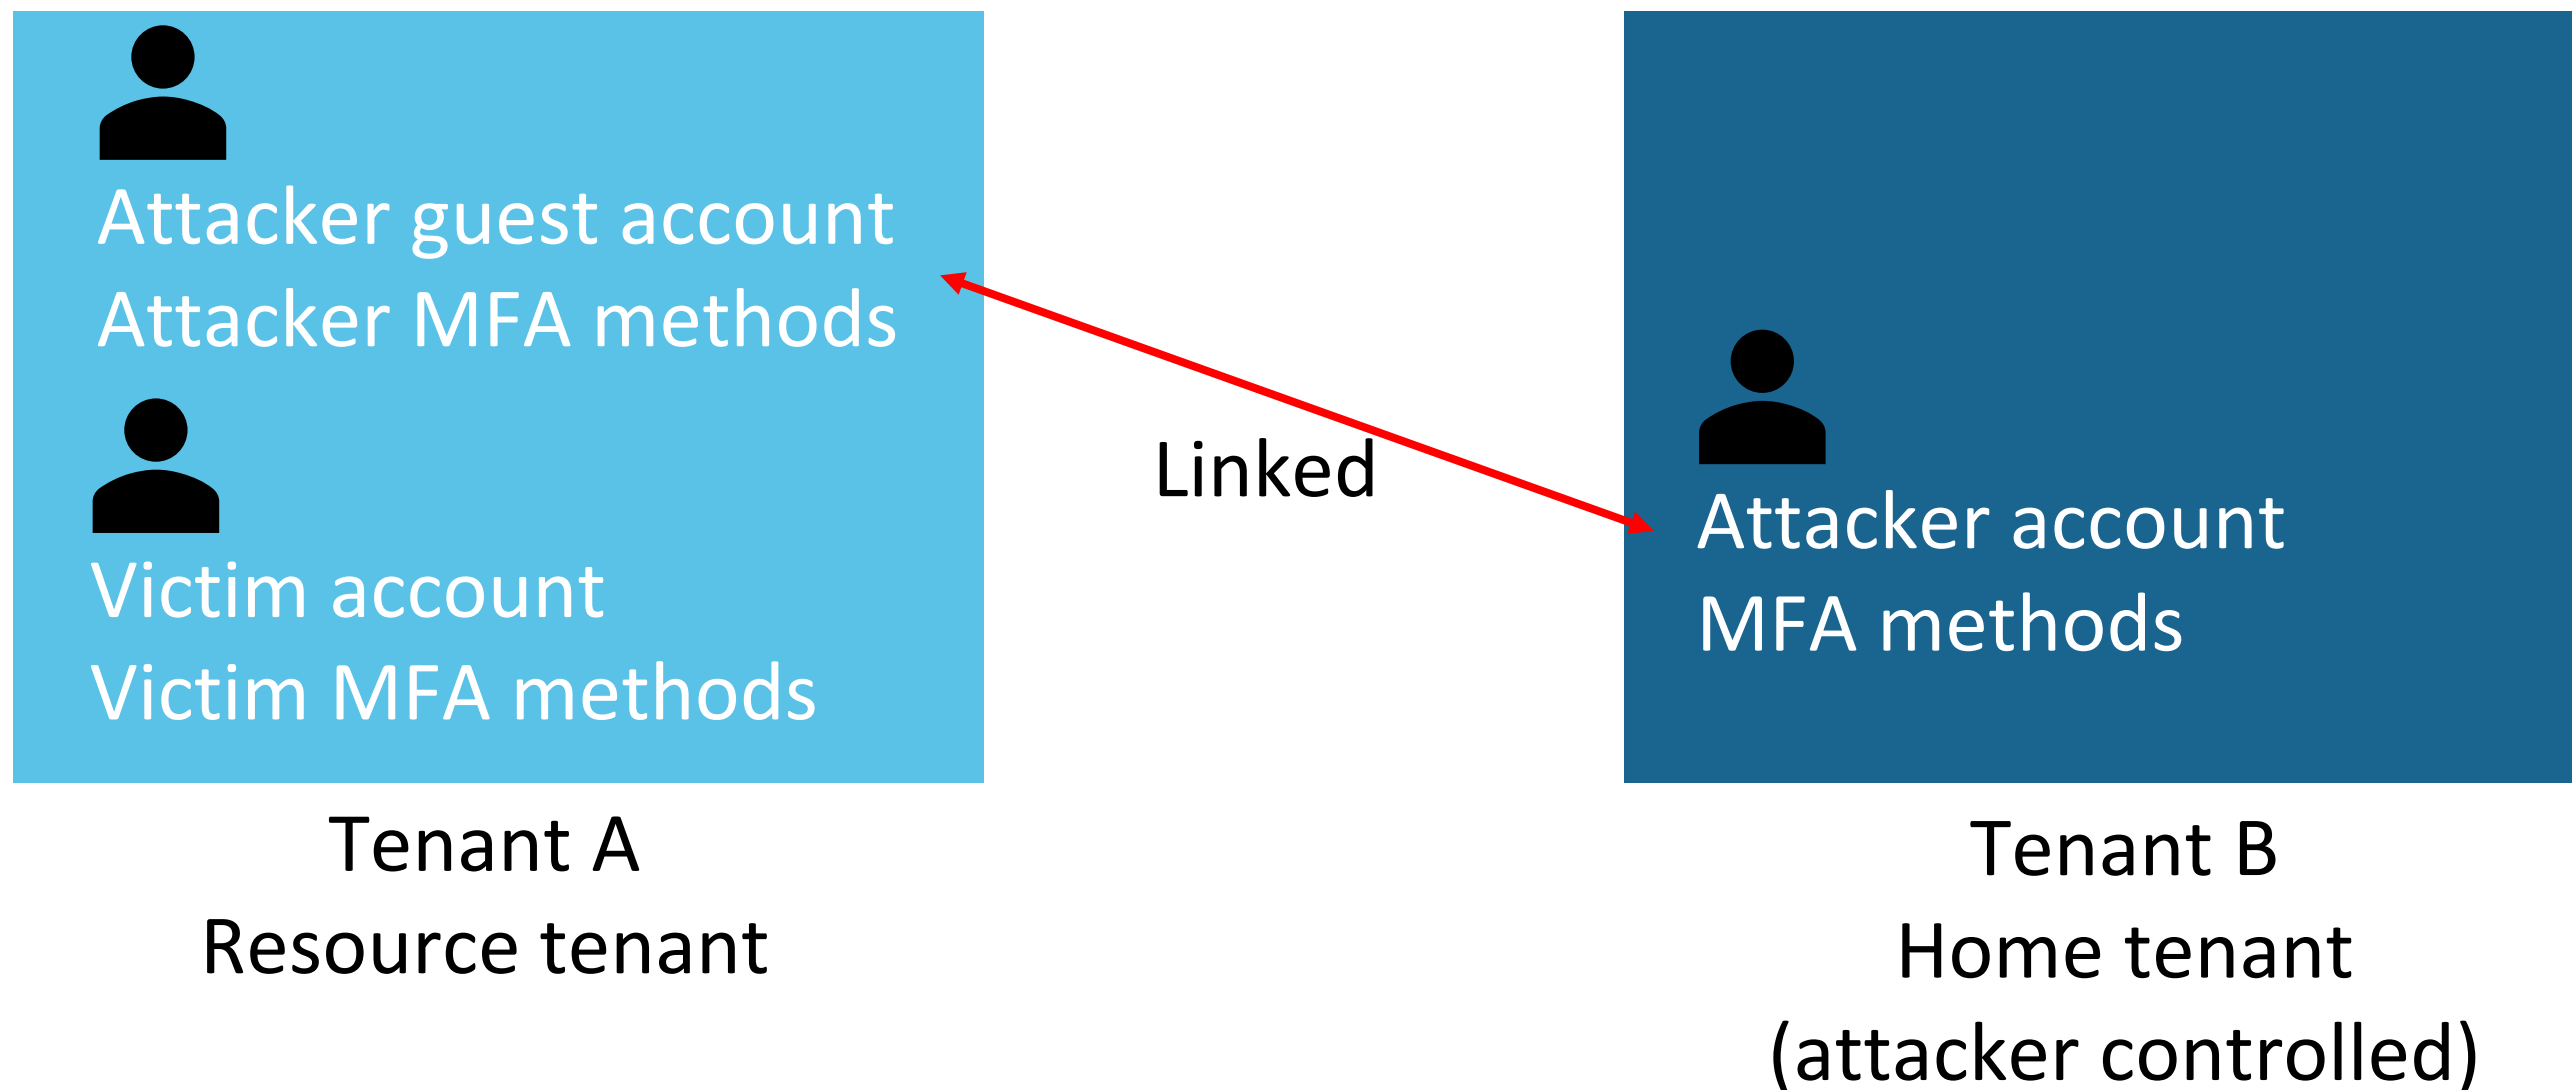 Attacker guest account
Attacker MFA methods
Victim account
Victim MFA methods
Tenant A
Resource tenant
Linked
Attacker account
MFA methods
Tenant B
Home tenant
(attacker controlled)